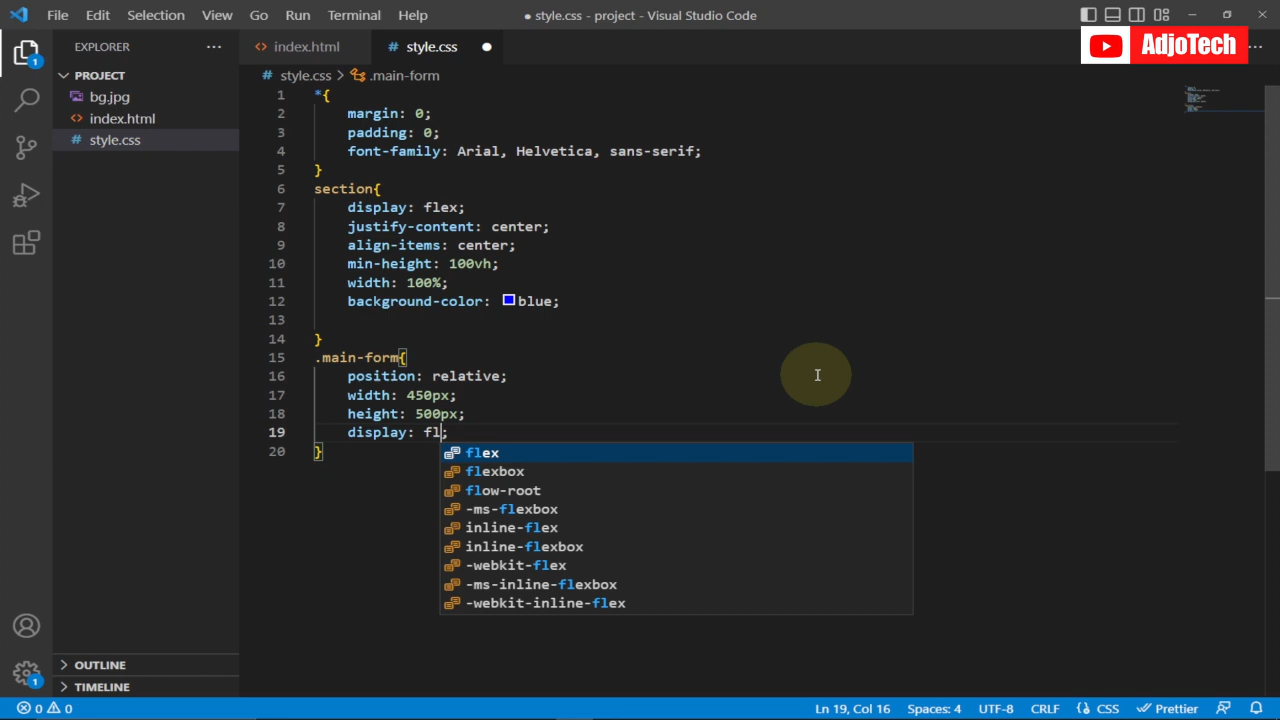 File Edit Selection View Go Run Terminal Help
● style.css - project - Visual Studio Code
EXPLORER
index.html
# style.css
AdjoTech
PROJECT
bg.jpg
<> index.html
# style.css
# style.css > .main-form
1 *{
2 margin: 0;
3 padding: 0;
4 font-family: Arial, Helvetica, sans-serif;
5 }
6 section{
7 display: flex;
8 justify-content: center;
9 align-items: center;
10 min-height: 100vh;
11 width: 100%;
12 background-color: blue;
13
14 }
15 .main-form{
16 position: relative;
17 width: 450px;
18 height: 500px;
19 display: fl;
20 }
flex
flexbox
flow-root
-ms-flexbox
inline-flex
inline-flexbox
-webkit-flex
-ms-inline-flexbox
-webkit-inline-flex
1
1
OUTLINE
TIMELINE
0 0
Ln 19, Col 16 Spaces: 4 UTF-8 CRLF CSS Prettier